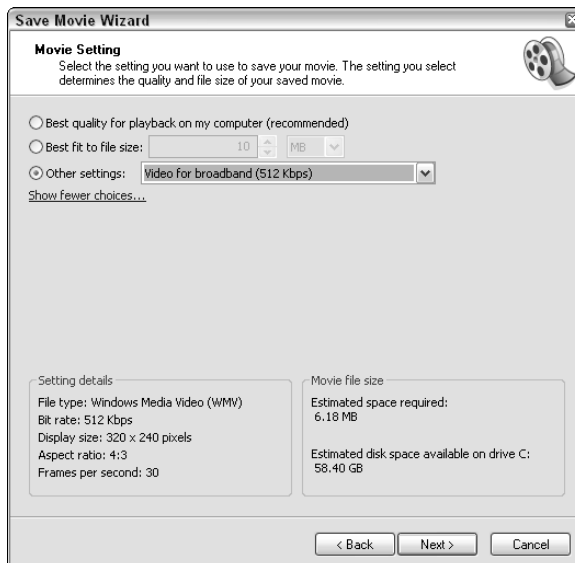 Save Movie Wizard
Movie Setting
Select the setting you want to use to save your movie. The setting you select
determines the quality and file size of your saved movie.
Best quality for playback on my computer (recommended)
Best fit to file size: 10 MB
Other settings: Video for broadband (512 Kbps)
Show fewer choices...
Setting details
File type: Windows Media Video (WMV)
Bit rate: 512 Kbps
Display size: 320 x 240 pixels
Aspect ratio: 4:3
Frames per second: 30
Movie file size
Estimated space required:
6.18 MB
Estimated disk space available on drive C:
58.40 GB
< Back Next > Cancel